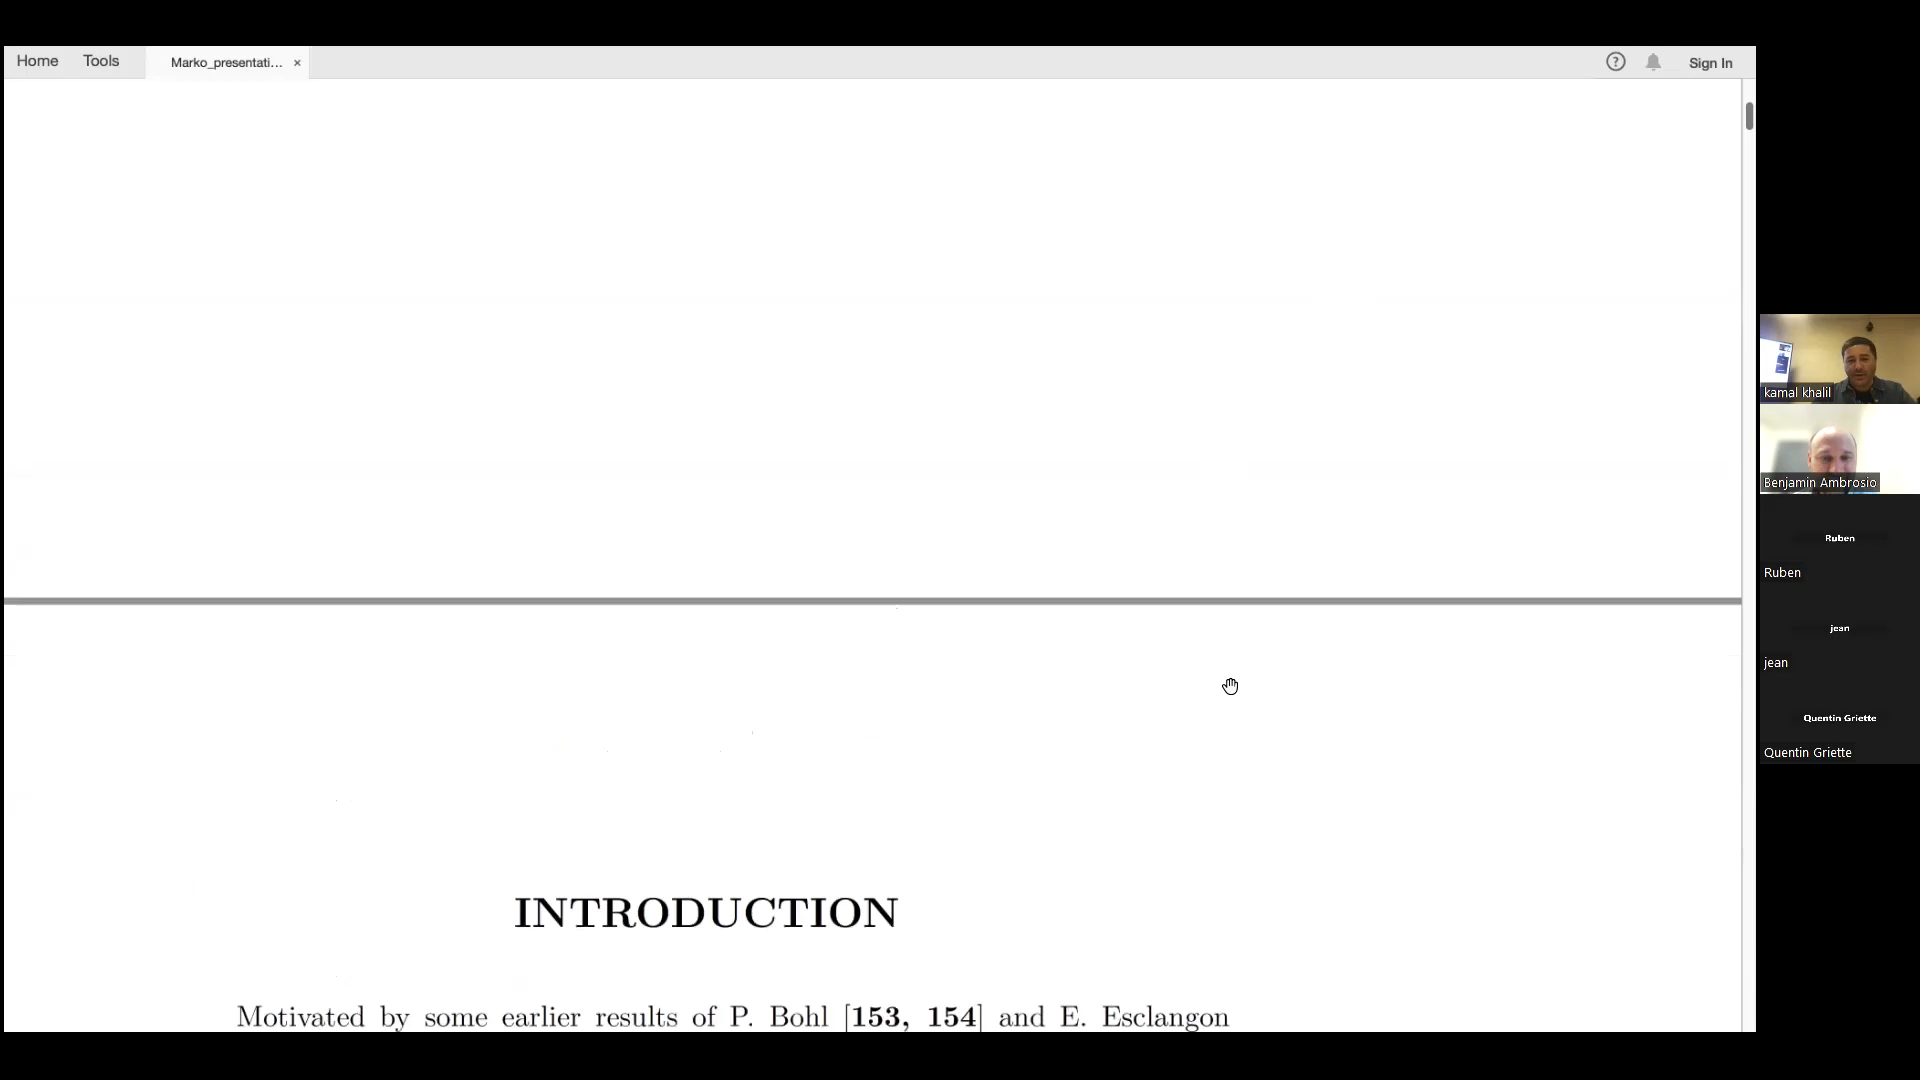 Home Tools Marko_presentati... × ? Sign In
INTRODUCTION
Motivated by some earlier results of P. Bohl [153, 154] and E. Esclangon
kamal khalil
Benjamin Ambrosio
Ruben
Ruben
jean
jean
Quentin Griette
Quentin Griette